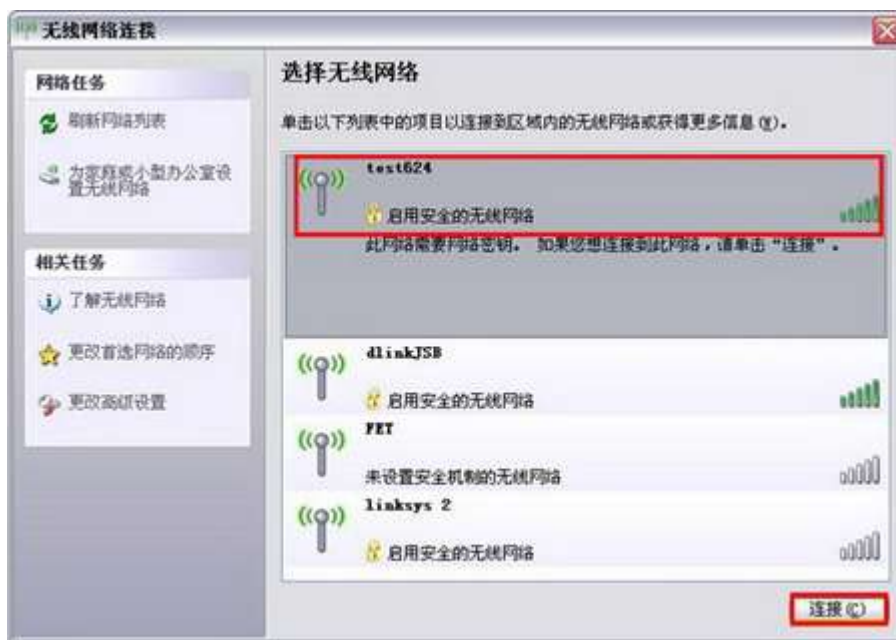 无线网络连接
网络任务
刷新网络列表
为家庭或小型办公室设
置无线网络
相关任务
了解无线网络
更改首选网络的顺序
更改高级设置
选择无线网络
单击以下列表中的项目以连接到区域内的无线网络或获得更多信息(W)。
test624
启用安全的无线网络
此网络需要网络密钥。 如果您想连接到此网络，请单击“连接”。
dlinkJSB
启用安全的无线网络
FET
未设置安全机制的无线网络
linksys 2
启用安全的无线网络
连接(C)